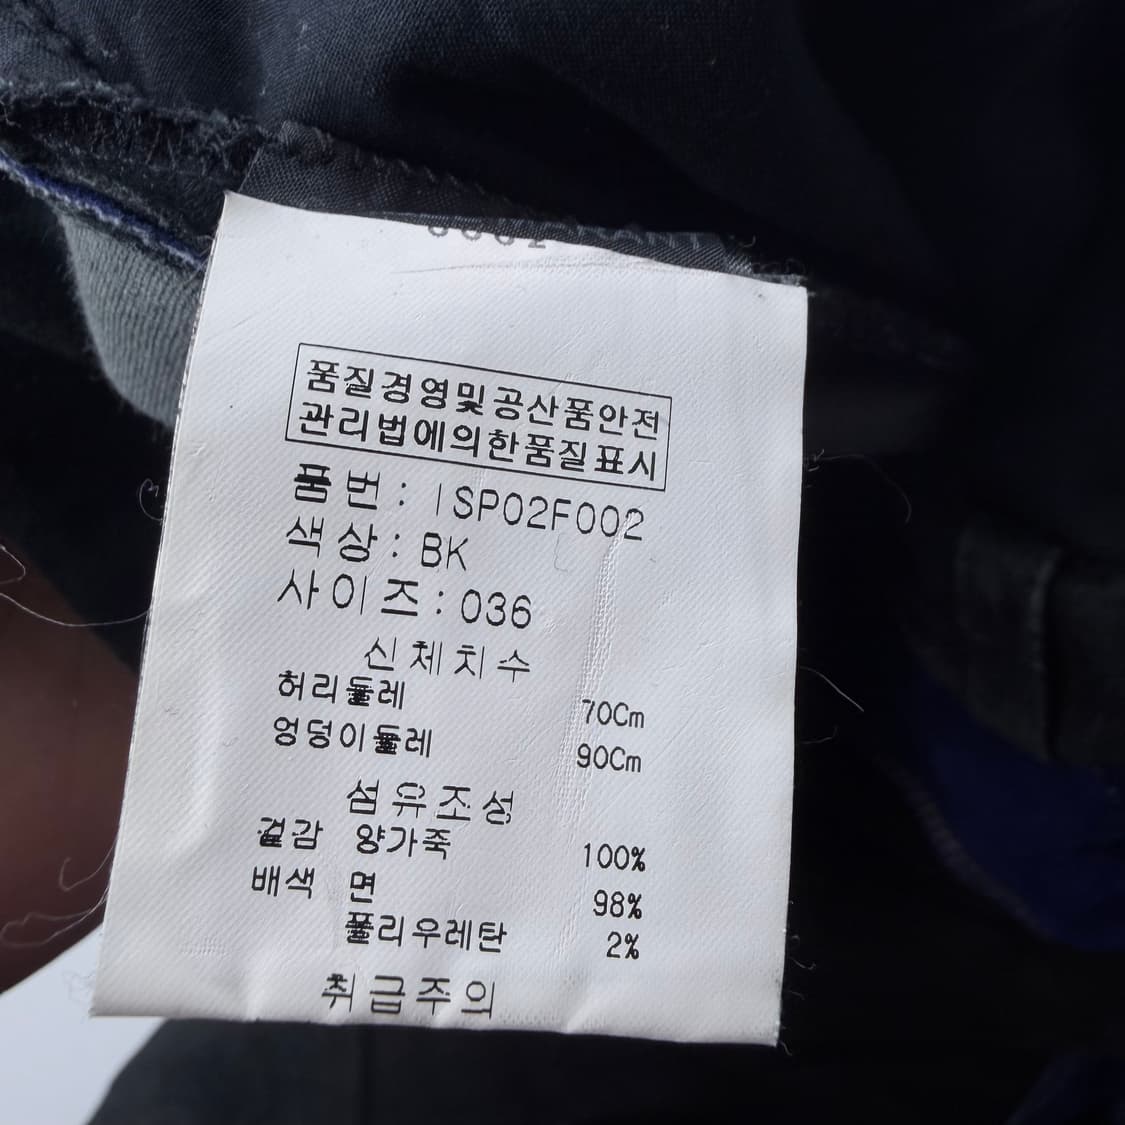 품질경영및공산품안전
관리법에의한품질표시
품번: ISP02F002
색상: BK
사이즈: 036
신체치수
허리둘레 70Cm
엉덩이둘레 90Cm
섬유조성
겉감 양가죽 100%
배색 면 98%
폴리우레탄 2%
취급주의